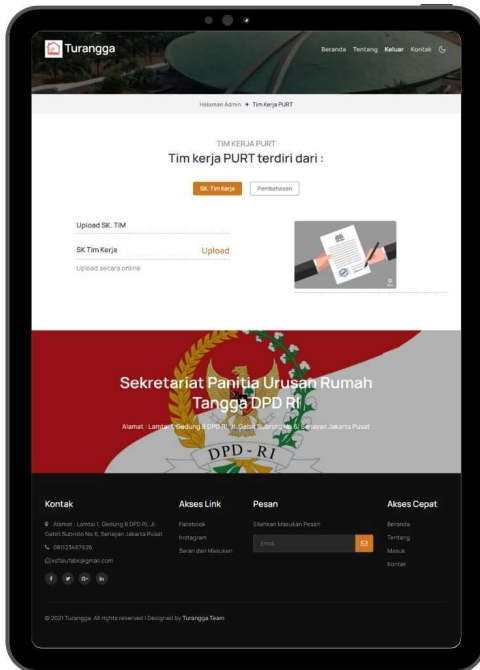 Turangga
Beranda Tentang Keluar Kontak
Halaman Admin → Tim Kerja PURT
TIM KERJA PURT
Tim kerja PURT terdiri dari :
SK. Tim Kerja Pembahasan
Upload SK. TIM
SK Tim Kerja Upload
Upload secara online
Sekretariat Panitia Urusan Rumah
Tangga DPD RI
Alamat : Lamtai 1, Gedung B DPD RI, Jl. Gatot Subroto No.6, Senayan Jakarta Pusat
DPD - RI
Kontak
Alamat : Lamtai 1, Gedung B DPD RI, Jl.
Gatot Subroto No.6, Senayan Jakarta Pusat
081123467626
Akses Link
Facebook
Instagram
Saran dan Masukan
Pesan
Silahkan Masukan Pesan
Email
Akses Cepat
Beranda
Tentang
Masuk
Kontak
© 2021 Turangga. All rights reserved | Designed by Turangga Team